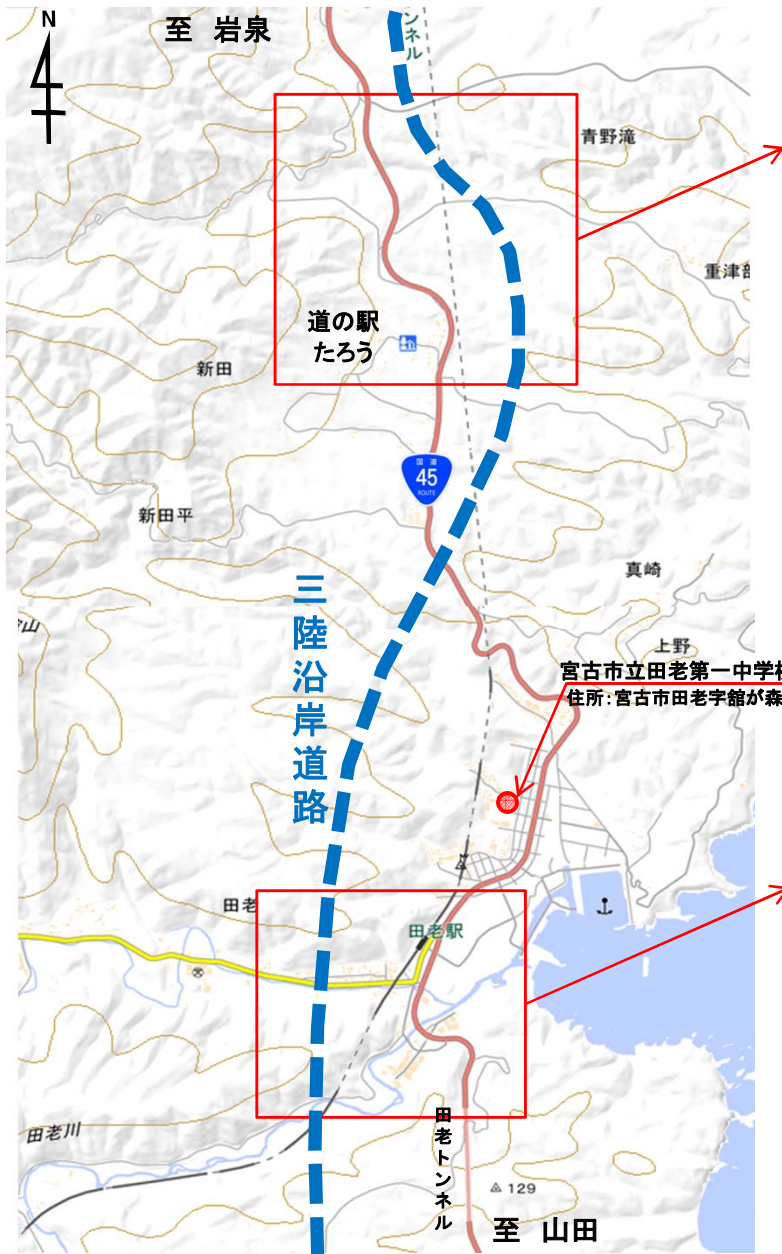 N
至 岩泉
ンネル
青野滝
重津部
道の駅
たろう
新田
国道
45
ROUTE
新田平
真崎
三陸沿岸道路
山
上野
宮古市立田老第一中学校
住所：宮古市田老字館が森
田老
田老駅
田老川
田老トンネル
129
至 山田